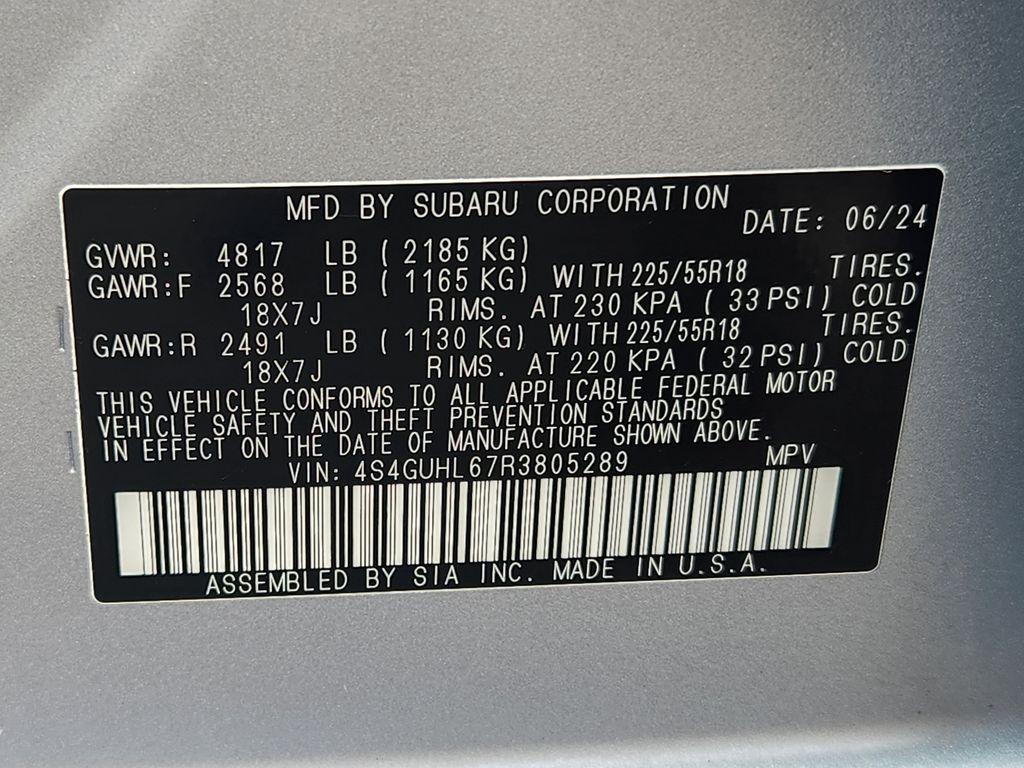 MFD BY SUBARU CORPORATION
DATE: 06/24
GVWR: 4817 LB ( 2185 KG)
GAWR:F 2568 LB ( 1165 KG) WITH 225/55R18 TIRES.
18X7J RIMS. AT 230 KPA ( 33 PSI) COLD
GAWR:R 2491 LB ( 1130 KG) WITH 225/55R18 TIRES.
18X7J RIMS. AT 220 KPA ( 32 PSI) COLD
THIS VEHICLE CONFORMS TO ALL APPLICABLE FEDERAL MOTOR
VEHICLE SAFETY AND THEFT PREVENTION STANDARDS
IN EFFECT ON THE DATE OF MANUFACTURE SHOWN ABOVE.
VIN: 4S4GUHL67R3805289 MPV
ASSEMBLED BY SIA INC. MADE IN U.S.A.